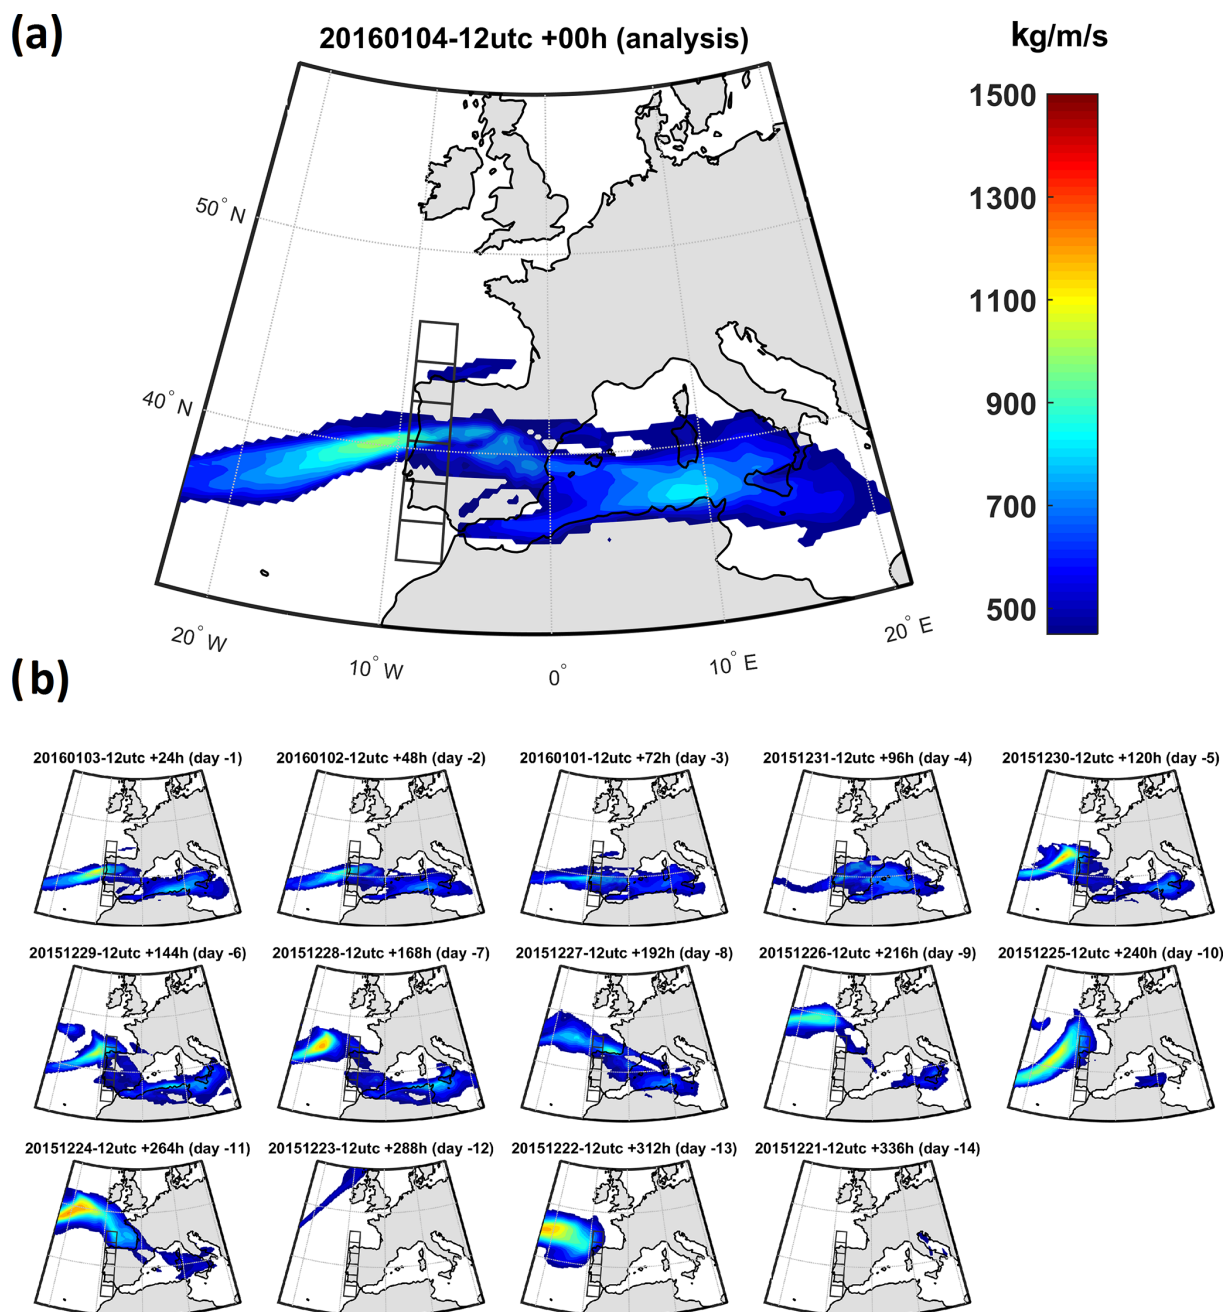 (a)
20160104-12utc +00h (analysis)
kg/m/s
1500
1300
1100
900
700
500
50° N
40° N
20° W
10° W
0°
10° E
20° E
(b)
20160103-12utc +24h (day -1)
20160102-12utc +48h (day -2)
20160101-12utc +72h (day -3)
20151231-12utc +96h (day -4)
20151230-12utc +120h (day -5)
20151229-12utc +144h (day -6)
20151228-12utc +168h (day -7)
20151227-12utc +192h (day -8)
20151226-12utc +216h (day -9)
20151225-12utc +240h (day -10)
20151224-12utc +264h (day -11)
20151223-12utc +288h (day -12)
20151222-12utc +312h (day -13)
20151221-12utc +336h (day -14)